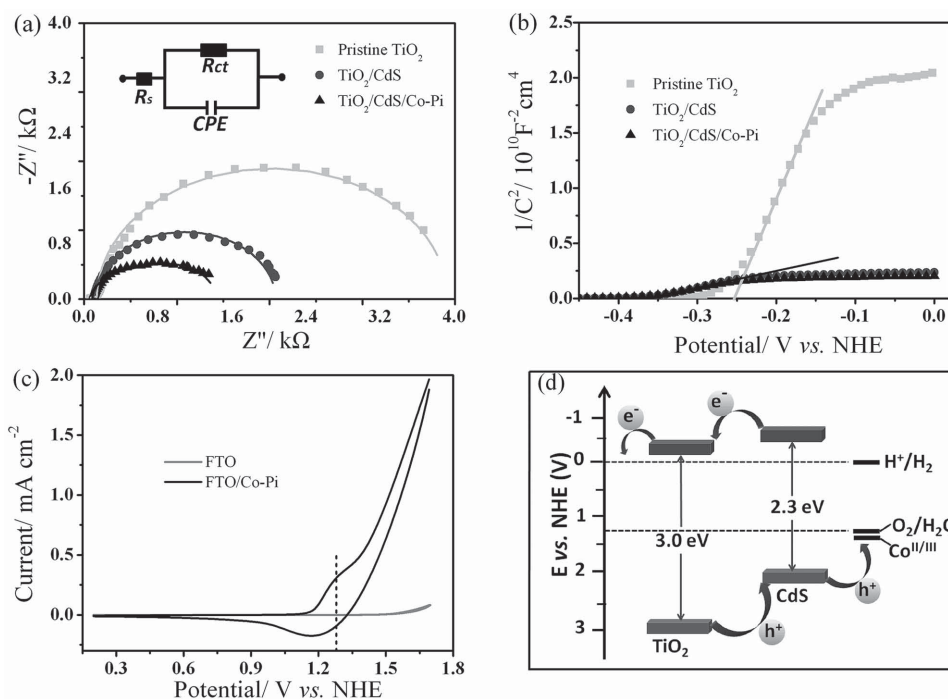 (a)
4.0
3.2
2.4
1.6
0.8
0.0
-Z''/ kΩ
Rct
Rs
CPE
Pristine TiO2
TiO2/CdS
TiO2/CdS/Co-Pi
0.0 0.8 1.6 2.4 3.2 4.0
Z''/ kΩ
(b)
2.5
2.0
1.5
1.0
0.5
0.0
1/C²/ 10¹⁰F⁻²cm⁴
Pristine TiO2
TiO2/CdS
TiO2/CdS/Co-Pi
-0.4 -0.3 -0.2 -0.1 0.0
Potential/ V vs. NHE
(c)
2.0
1.5
1.0
0.5
0.0
Current/ mA cm⁻²
FTO
FTO/Co-Pi
0.3 0.6 0.9 1.2 1.5 1.8
Potential/ V vs. NHE
(d)
E vs. NHE (V)
-1
0
1
2
3
e⁻
e⁻
H⁺/H2
3.0 eV
2.3 eV
O2/H2O
Co^II/III
TiO2
CdS
h⁺
h⁺